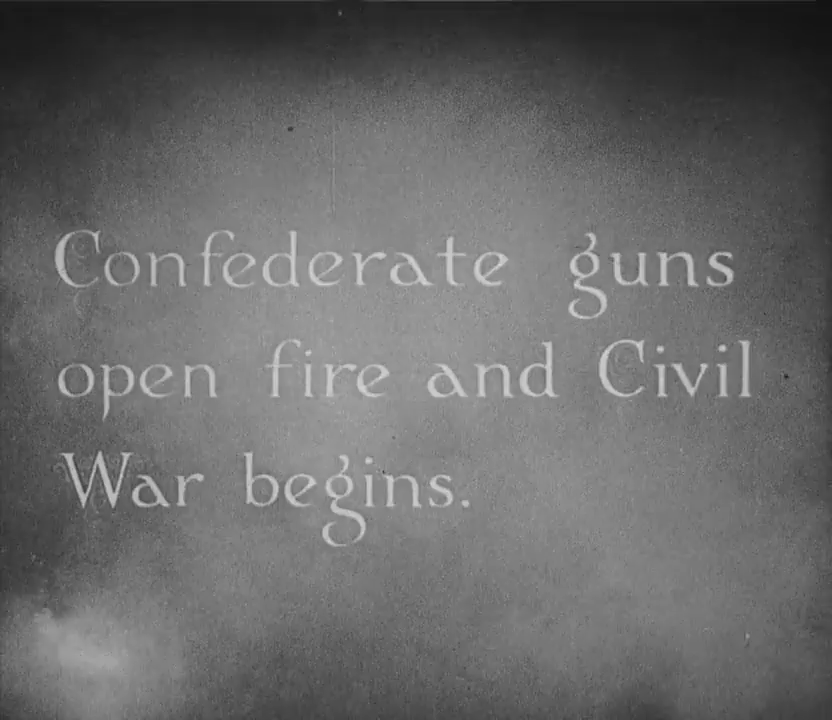 Confederate guns
open fire and Civil
War begins.